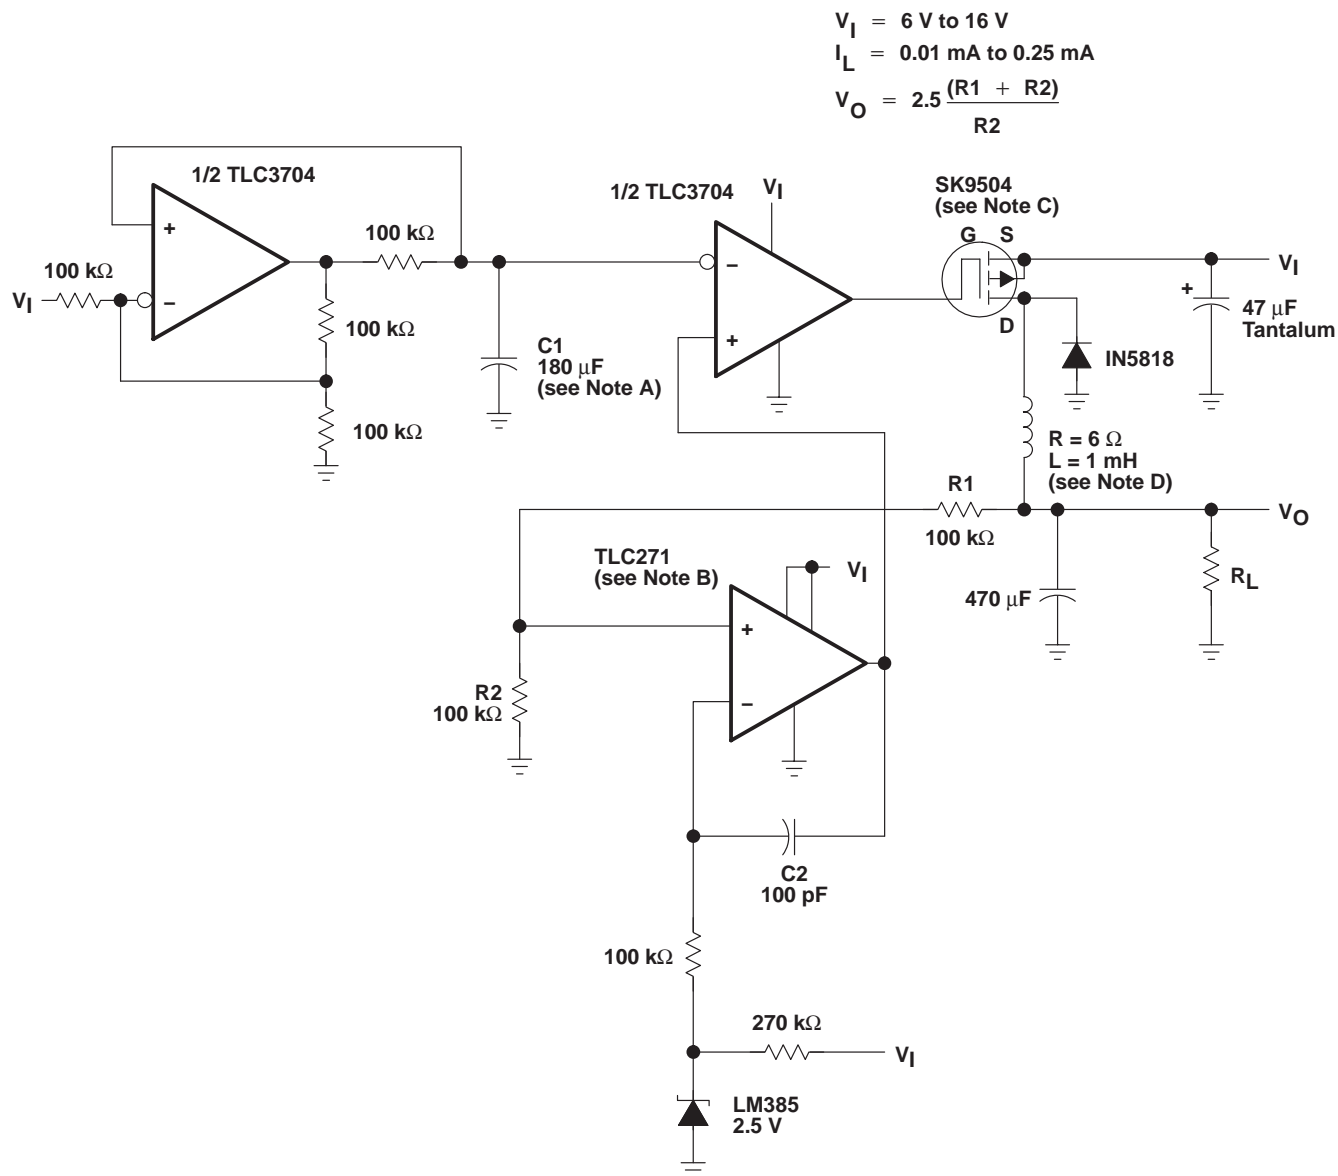 V_I = 6 V to 16 V
I_L = 0.01 mA to 0.25 mA
V_O = 2.5 (R1 + R2)
R2
1/2 TLC3704
+
−
100 kΩ
V_I
100 kΩ
100 kΩ
100 kΩ
C1
180 µF
(see Note A)
1/2 TLC3704
V_I
−
+
SK9504
(see Note C)
G
S
D
V_I
+
47 µF
Tantalum
IN5818
R = 6 Ω
L = 1 mH
(see Note D)
R1
100 kΩ
V_O
470 µF
R_L
TLC271
(see Note B)
V_I
+
−
R2
100 kΩ
C2
100 pF
100 kΩ
270 kΩ
V_I
LM385
2.5 V